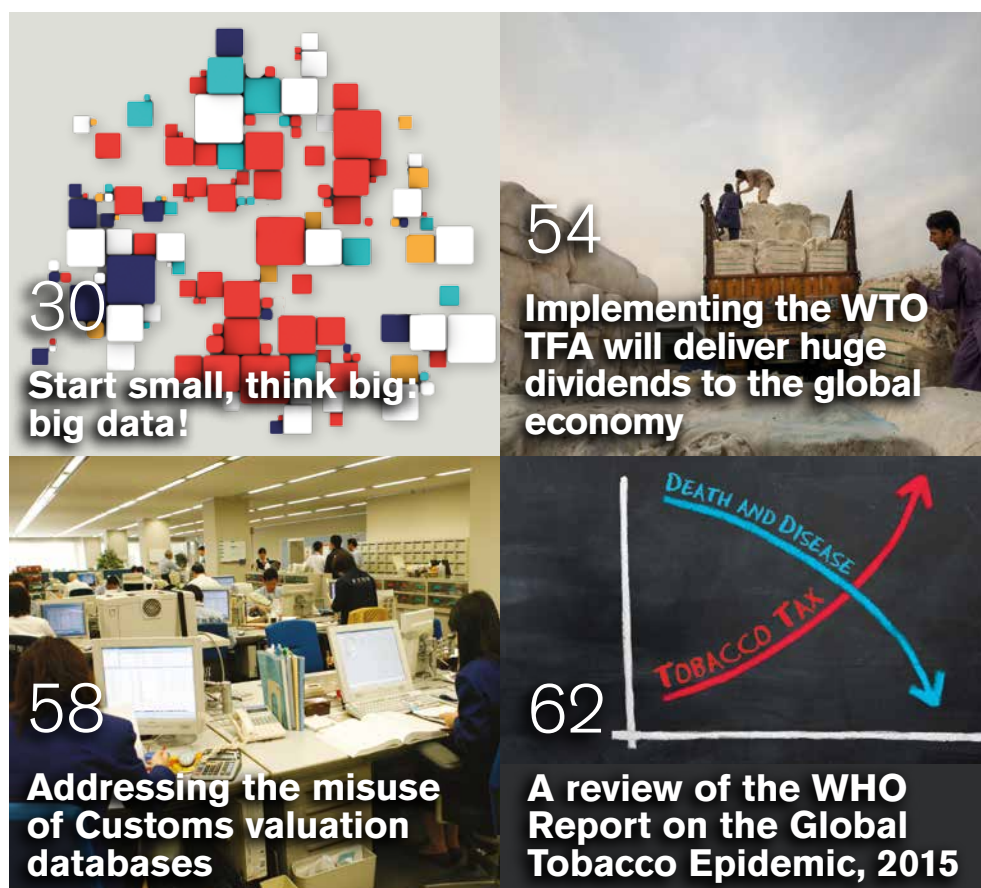 30
Start small, think big:
big data!
54
Implementing the WTO
TFA will deliver huge
dividends to the global
economy
58
Addressing the misuse
of Customs valuation
databases
DEATH AND DISEASE
TOBACCO TAX
62
A review of the WHO
Report on the Global
Tobacco Epidemic, 2015